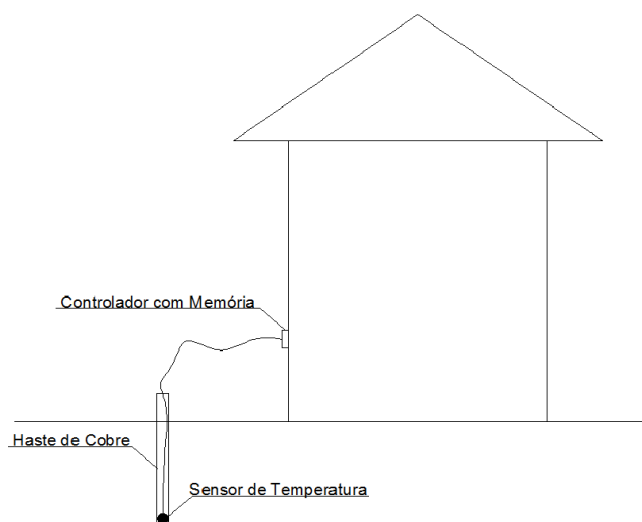 Controlador com Memória
Haste de Cobre
Sensor de Temperatura